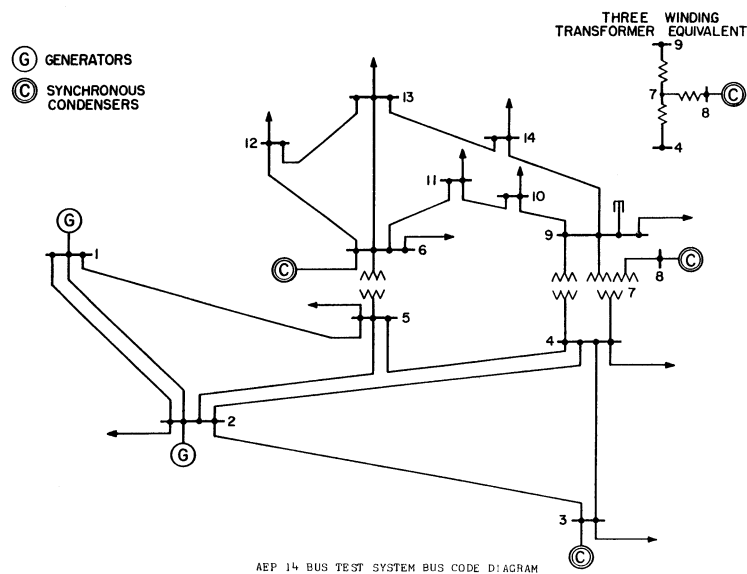 THREE WINDING
TRANSFORMER EQUIVALENT
9
7
C
8
4
G GENERATORS
C SYNCHRONOUS
CONDENSERS
13
12
14
11
10
G
1
6
9
C
8
C
7
5
4
2
G
3
C
AEP 14 BUS TEST SYSTEM BUS CODE DIAGRAM